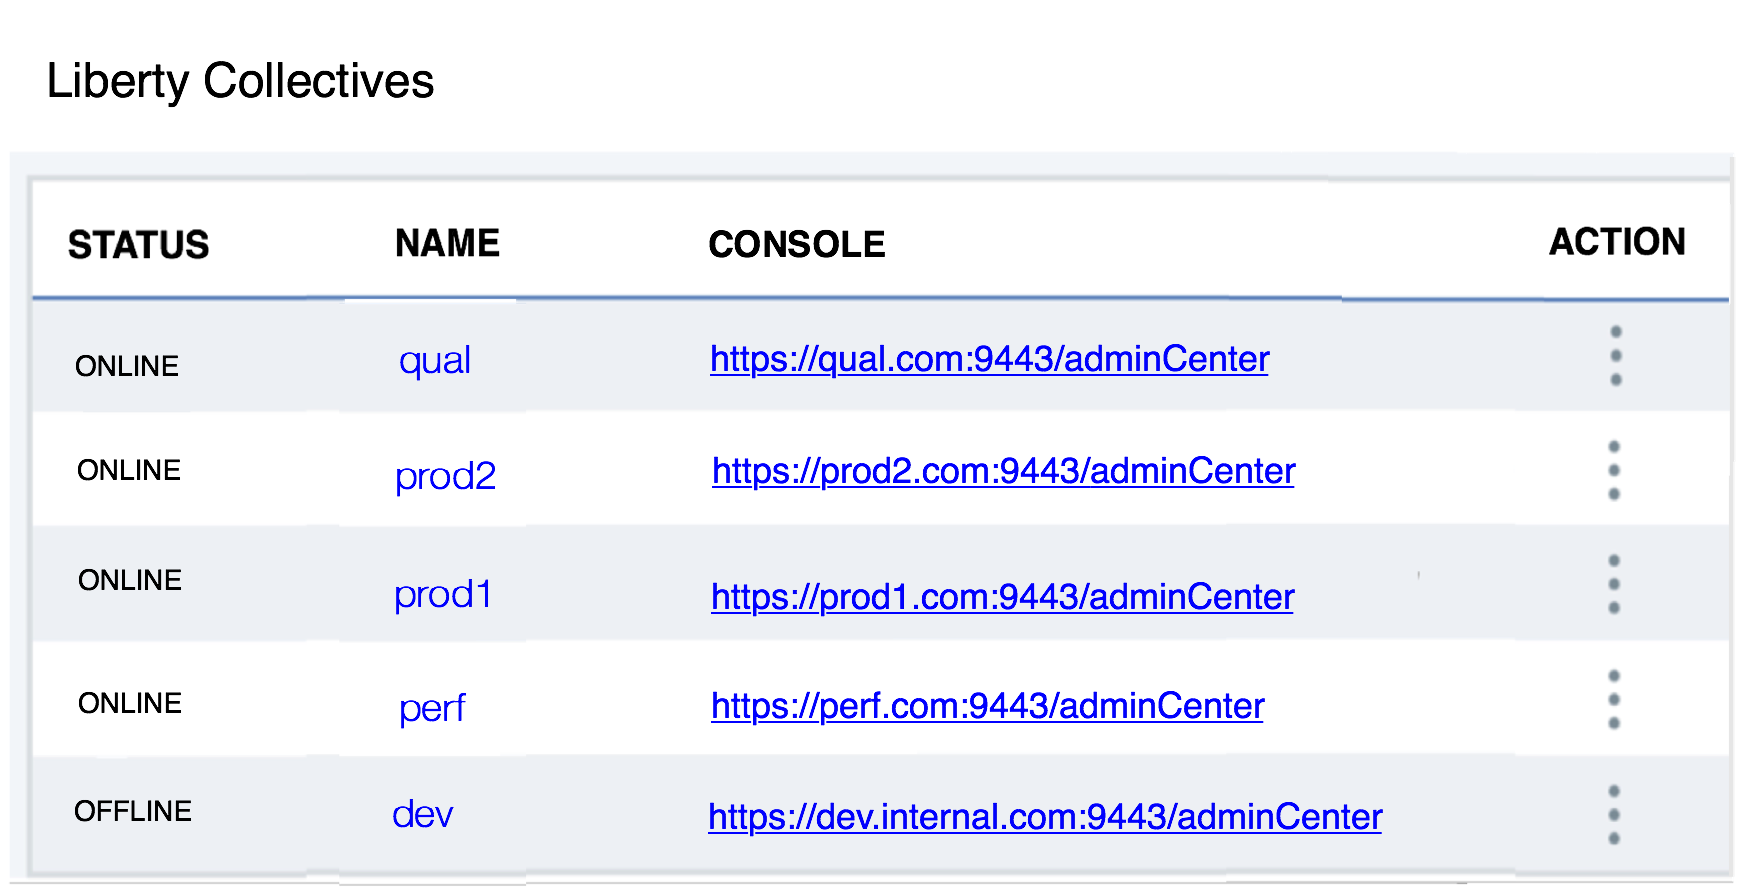 Liberty Collectives
STATUS NAME CONSOLE ACTION
ONLINE qual https://qual.com:9443/adminCenter
ONLINE prod2 https://prod2.com:9443/adminCenter
ONLINE prod1 https://prod1.com:9443/adminCenter
ONLINE perf https://perf.com:9443/adminCenter
OFFLINE dev https://dev.internal.com:9443/adminCenter